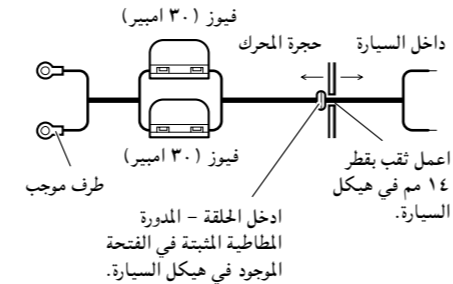 فيوز (٣٠ امبير)
داخل السيارة
حجرة المحرك
فيوز (٣٠ امبير)
طرف موجب
اعمل ثقب بقطر
١٤ مم في هيكل
السيارة.
ادخل الحلقة – المدورة
المطاطية المثبتة في الفتحة
الموجود في هيكل السيارة.